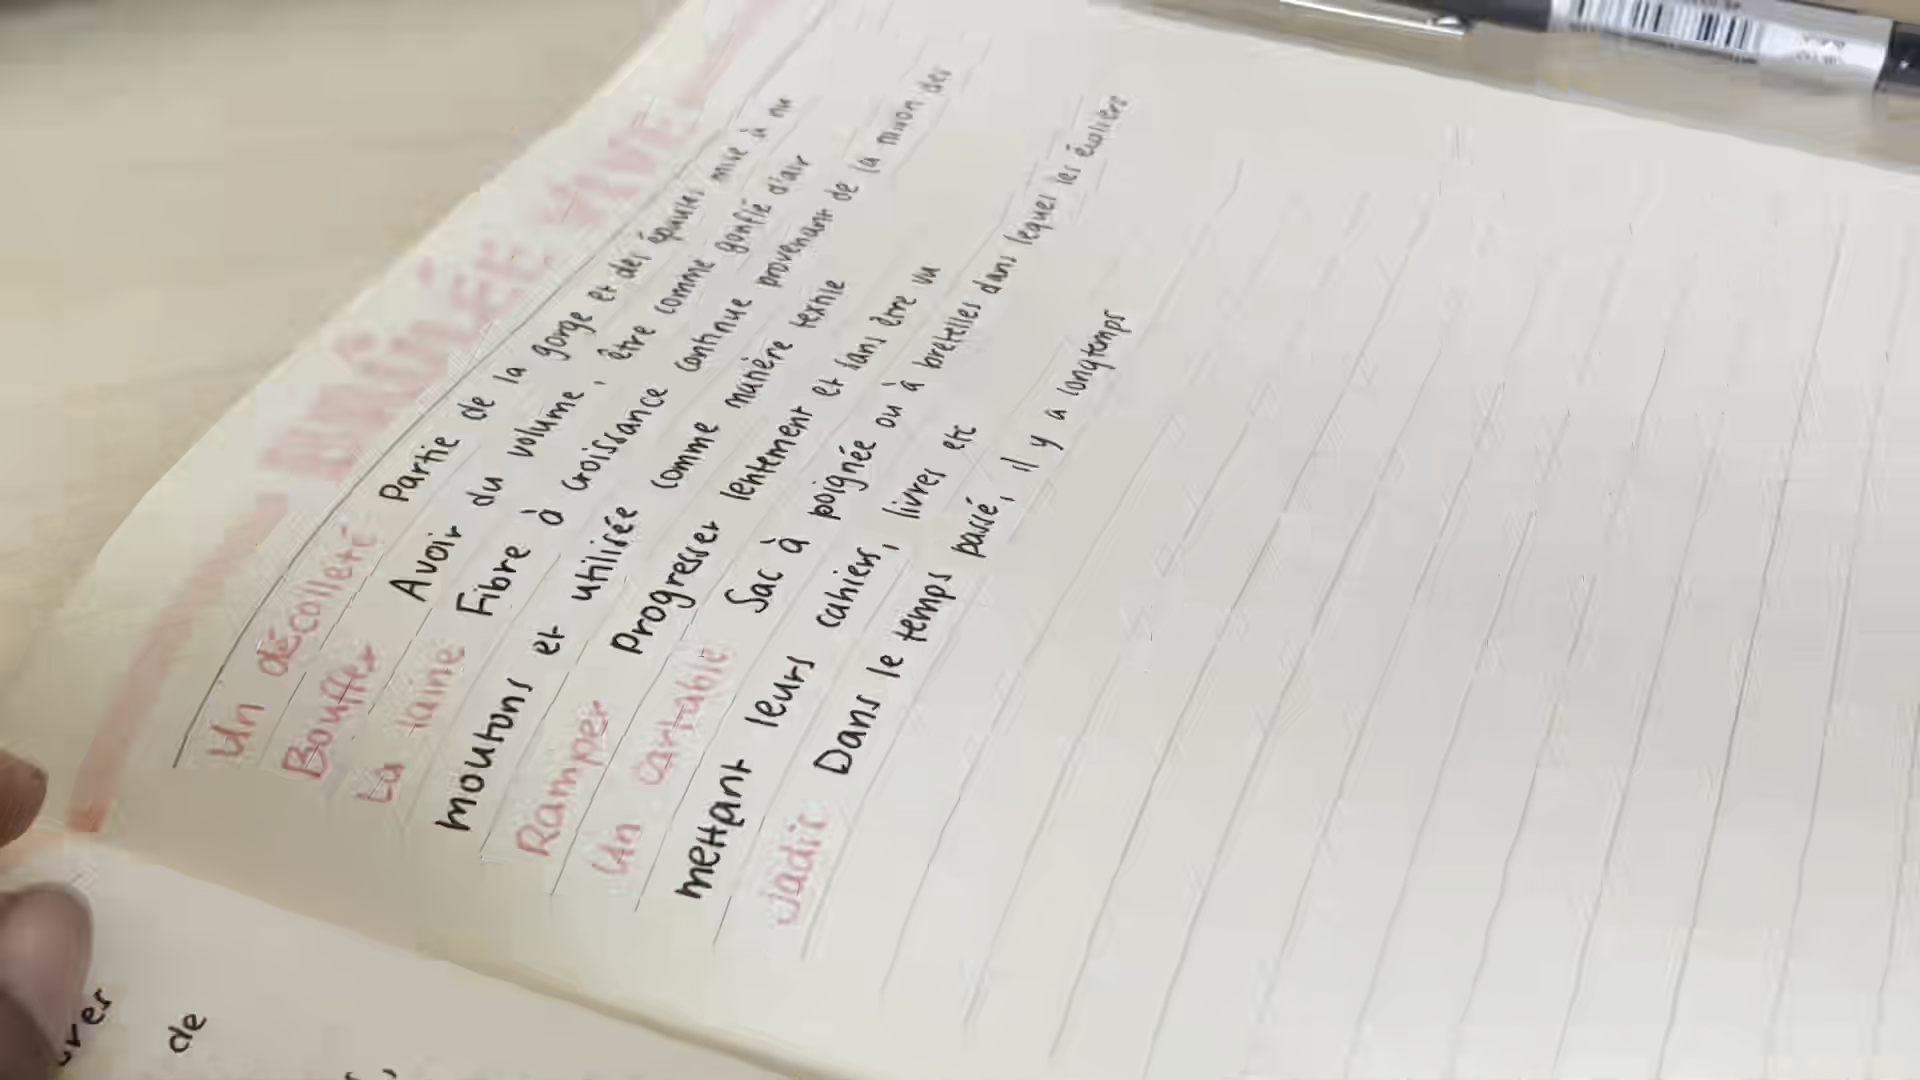 Un décolleté Partie de la gorge et des épaules mise à nu
Bouffer Avoir du volume, être comme gonflé d'air
La laine Fibre à croissance continue provenant de la des
moutons et utilisée comme matière textile
Ramper Progresser lentement et sans être vu
Un cartable Sac à poignée ou à bretelles dans lequel les écoliers
mettant leurs cahiers, livres etc
Jadis Dans le temps passé, il y a longtemps
de